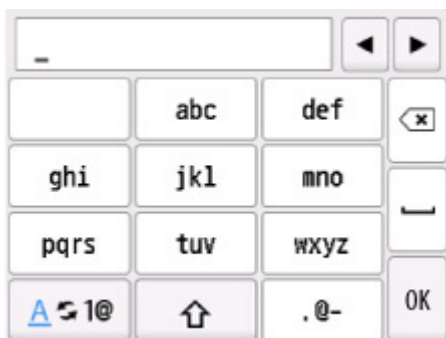 _
abc def
ghi jkl mno
pqrs tuv wxyz
A 1@ .@- OK